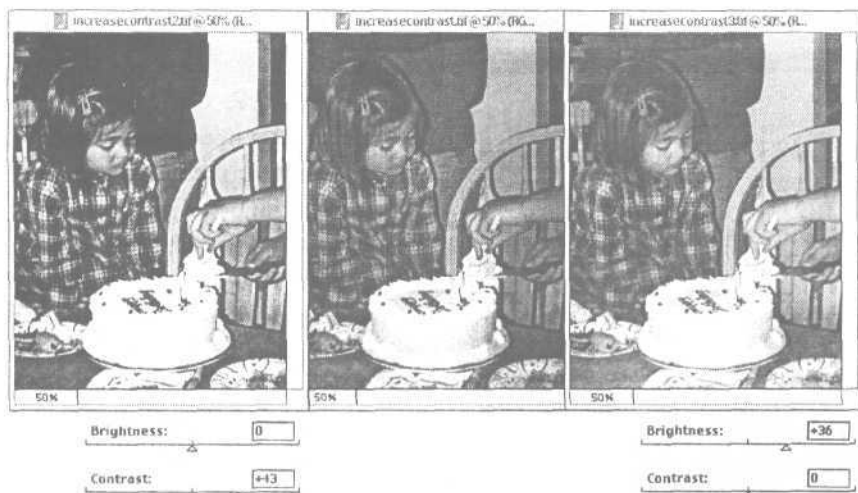 increasecontrast2.tif @ 50% (R...
increasecontrast.tif @ 50% (RG...
increasecontrast3.tif @ 50% (R...
50%
50%
50%
Brightness: 0
Contrast: +43
Brightness: +36
Contrast: 0